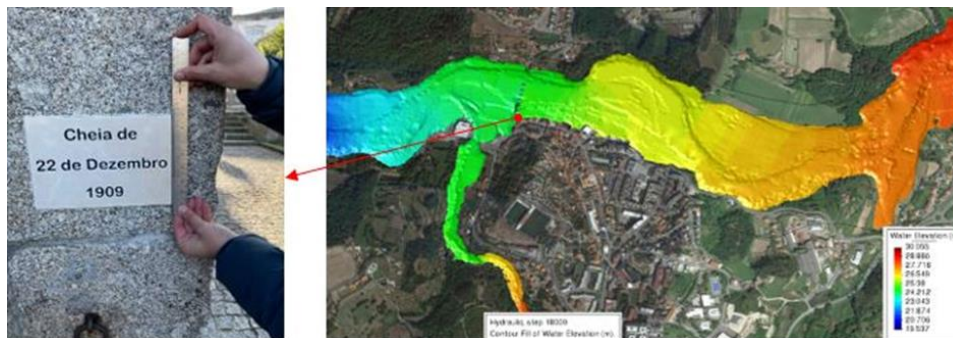 Cheia de
22 de Dezembro
1909
Water Elevation (
30.055
28.886
27.718
26.549
25.38
24.212
23.043
21.874
20.706
19.537
Hydraulic, step 18000
Contour Fill of Water Elevation (m).